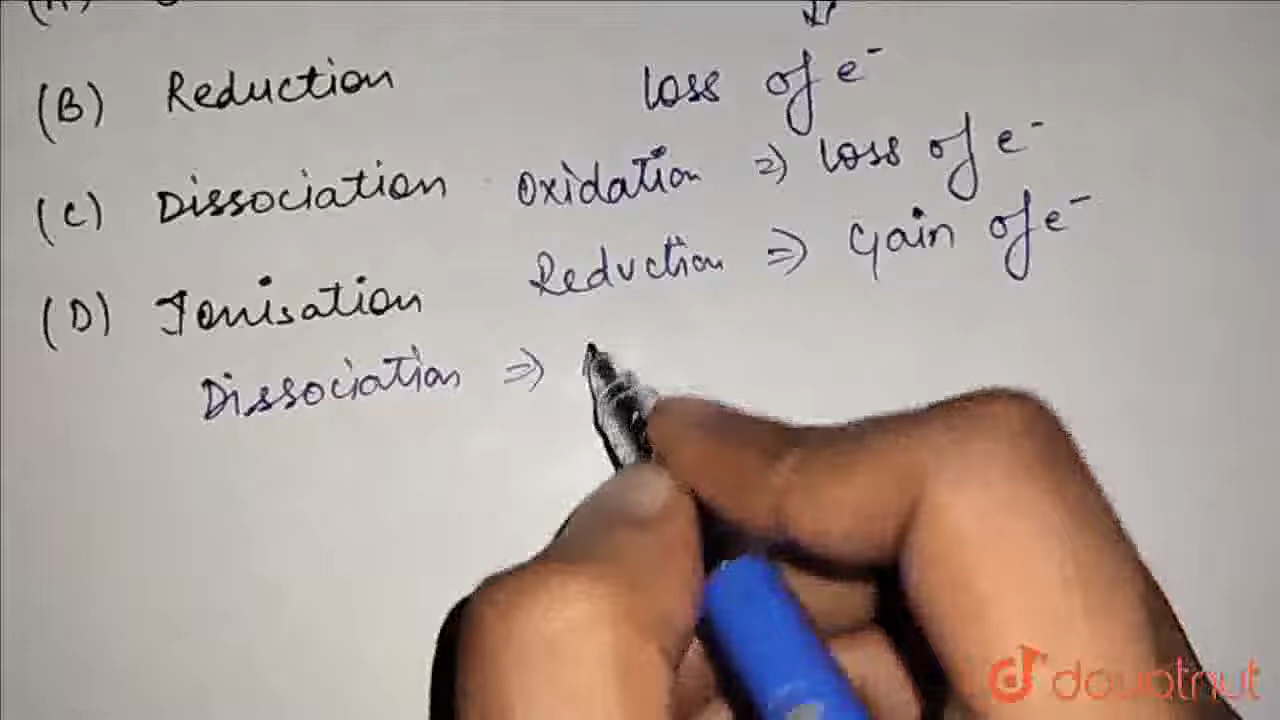 (B) Reduction loss of e⁻
(C) Dissociation Oxidation ⇒ loss of e⁻
(D) Ionisation Reduction ⇒ Gain of e⁻
Dissociation ⇒
doubtnut